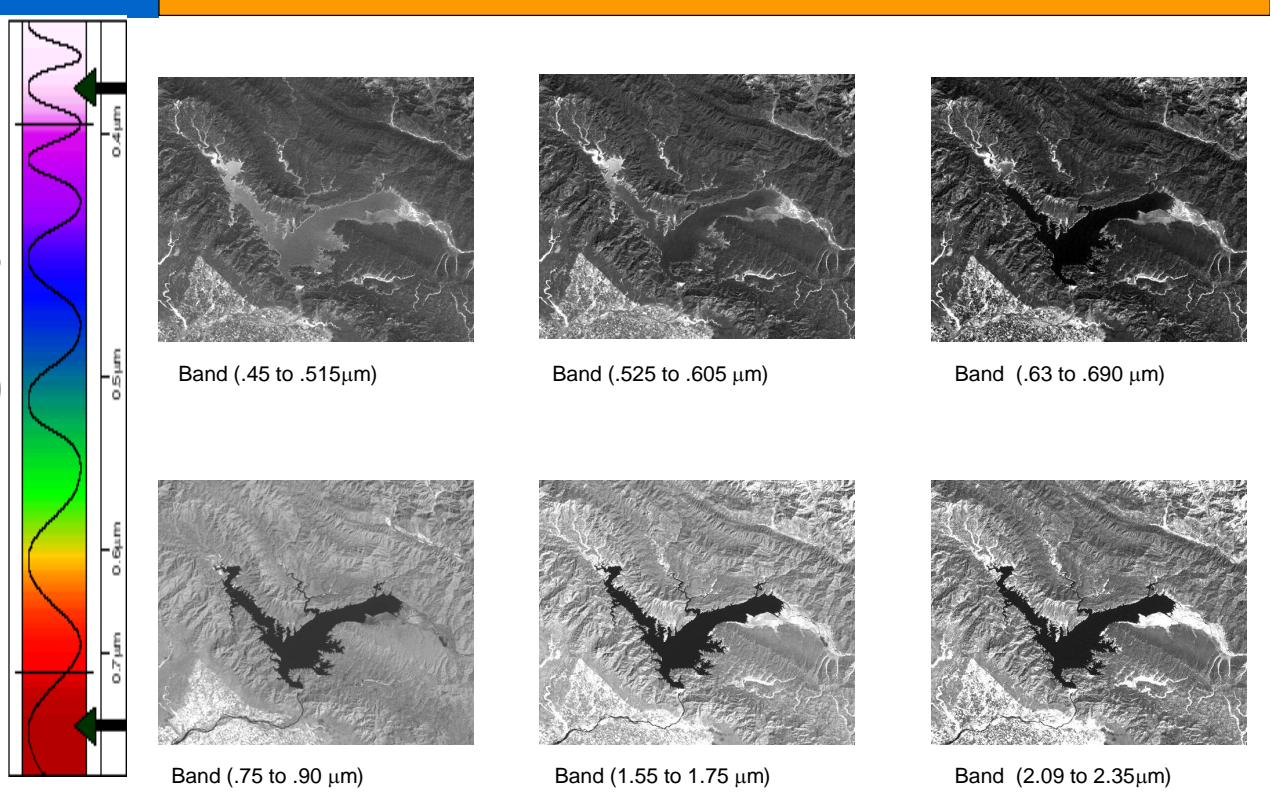 0.4µm
0.5µm
0.6µm
0.7µm
Band (.45 to .515µm)
Band (.525 to .605 µm)
Band (.63 to .690 µm)
Band (.75 to .90 µm)
Band (1.55 to 1.75 µm)
Band (2.09 to 2.35µm)